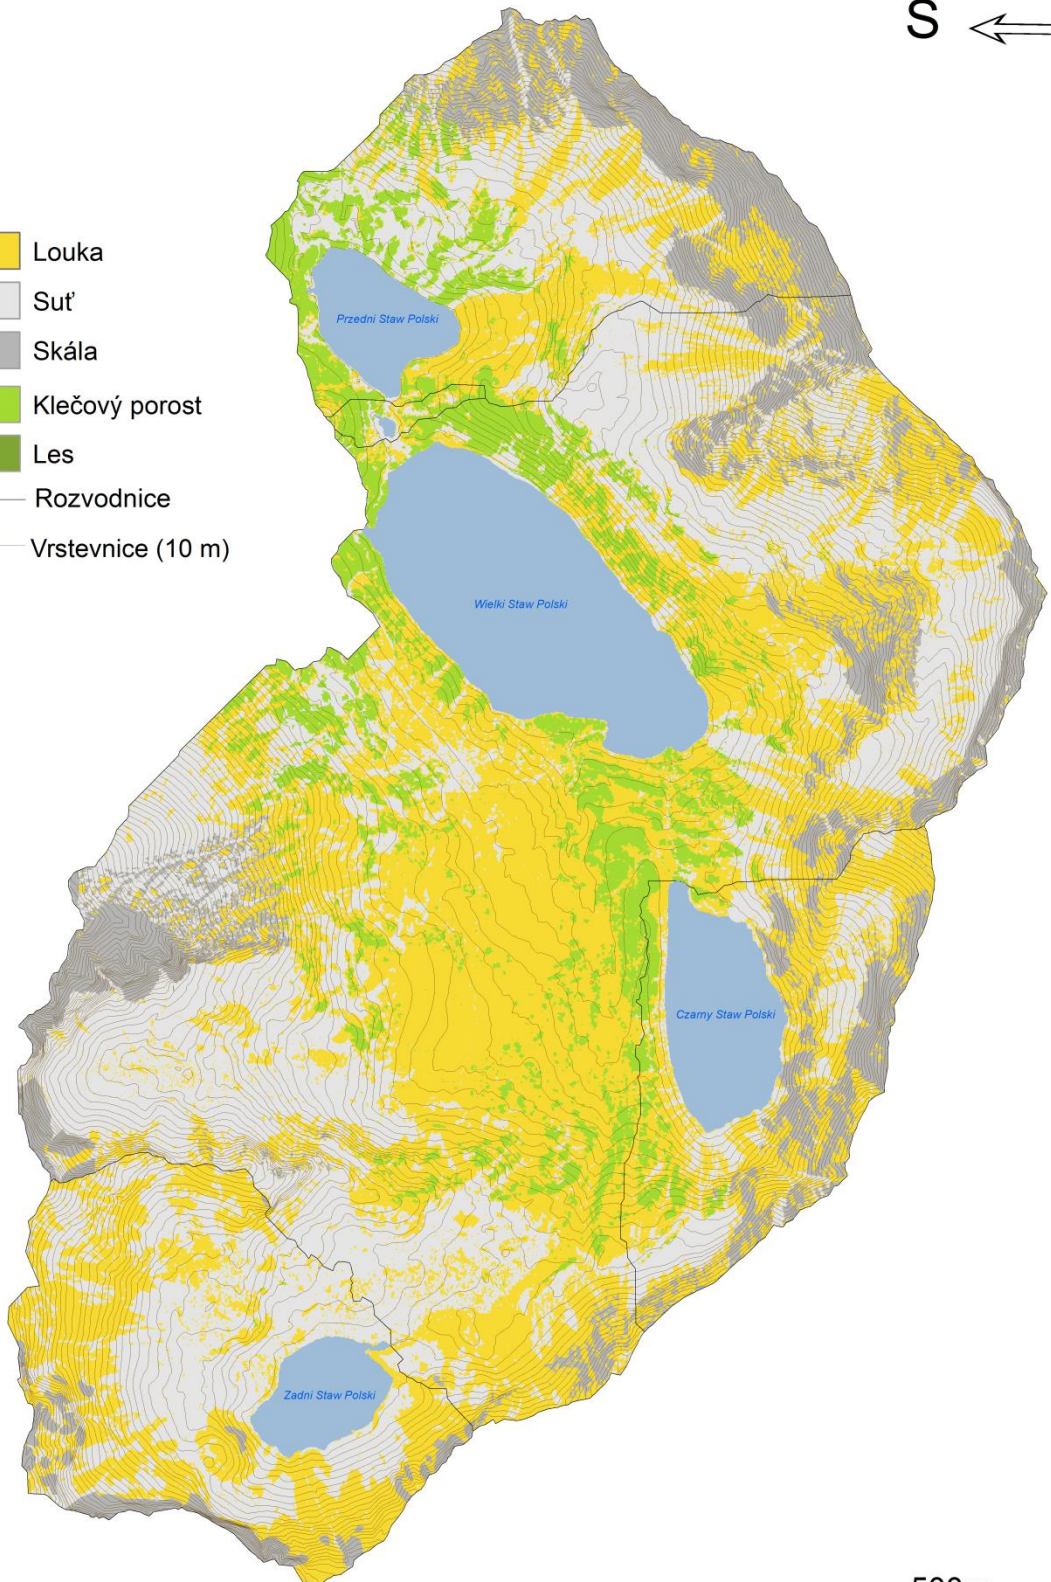 S
Louka
Suť
Skála
Klečový porost
Les
Rozvodnice
Vrstevnice (10 m)
Przedni Staw Polski
Wielki Staw Polski
Czarny Staw Polski
Zadni Staw Polski